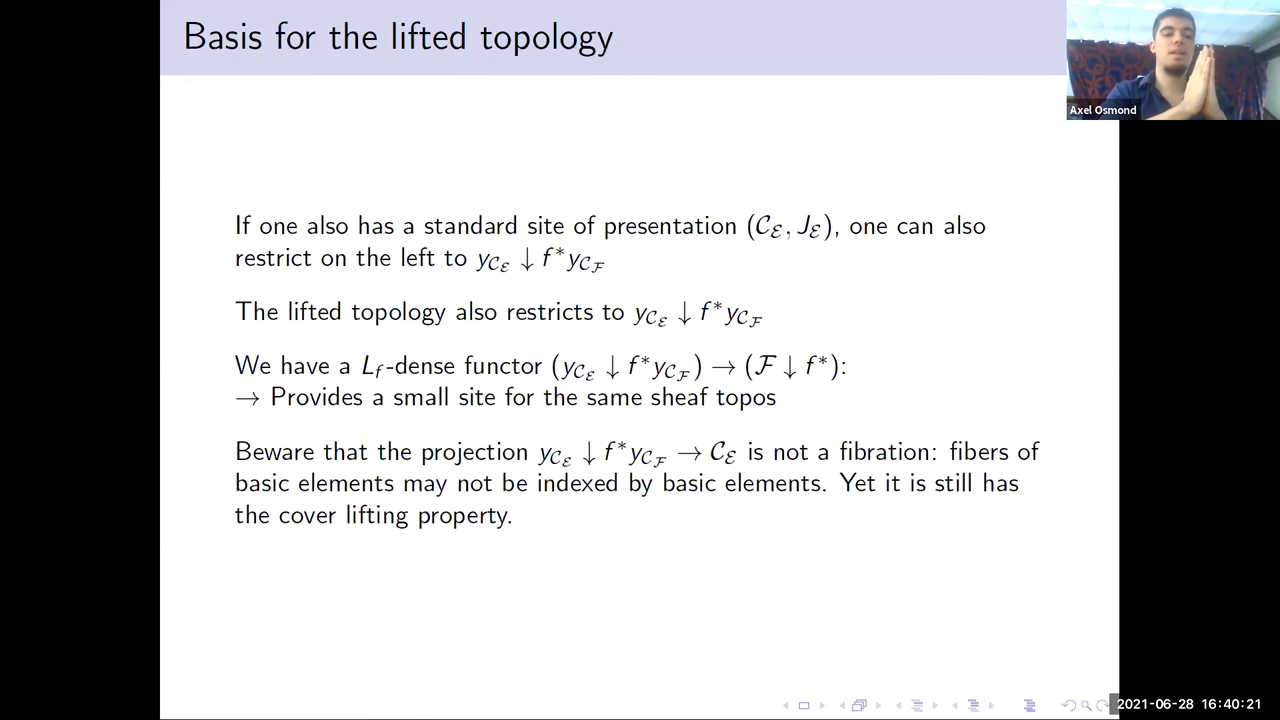 Basis for the lifted topology
Axel Osmond
If one also has a standard site of presentation (𝒞_ℰ, J_ℰ), one can also
restrict on the left to y_{𝒞_ℰ} ↓ f*y_{𝒞_ℱ}
The lifted topology also restricts to y_{𝒞_ℰ} ↓ f*y_{𝒞_ℱ}
We have a L_f-dense functor (y_{𝒞_ℰ} ↓ f*y_{𝒞_ℱ}) → (ℱ ↓ f*):
→ Provides a small site for the same sheaf topos
Beware that the projection y_{𝒞_ℰ} ↓ f*y_{𝒞_ℱ} → 𝒞_ℰ is not a fibration: fibers of
basic elements may not be indexed by basic elements. Yet it is still has
the cover lifting property.
2021-06-28 16:40:21